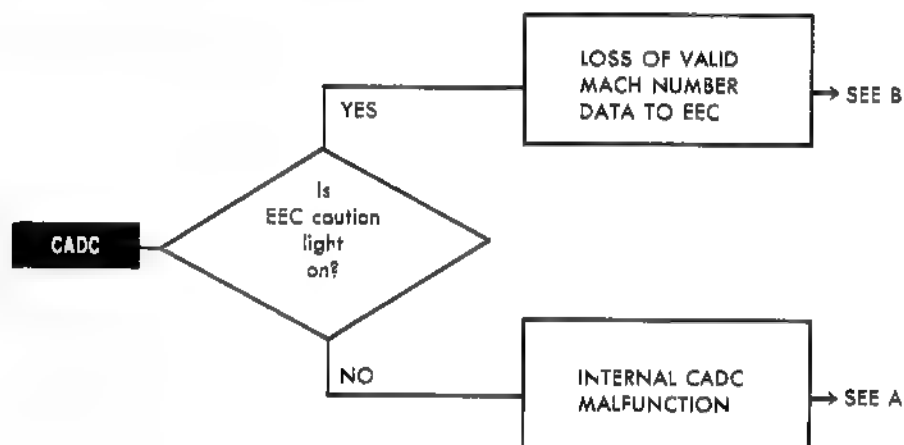 CADC
Is
EEC caution
light
on?
YES
LOSS OF VALID
MACH NUMBER
DATA TO EEC
SEE B
NO
INTERNAL CADC
MALFUNCTION
SEE A